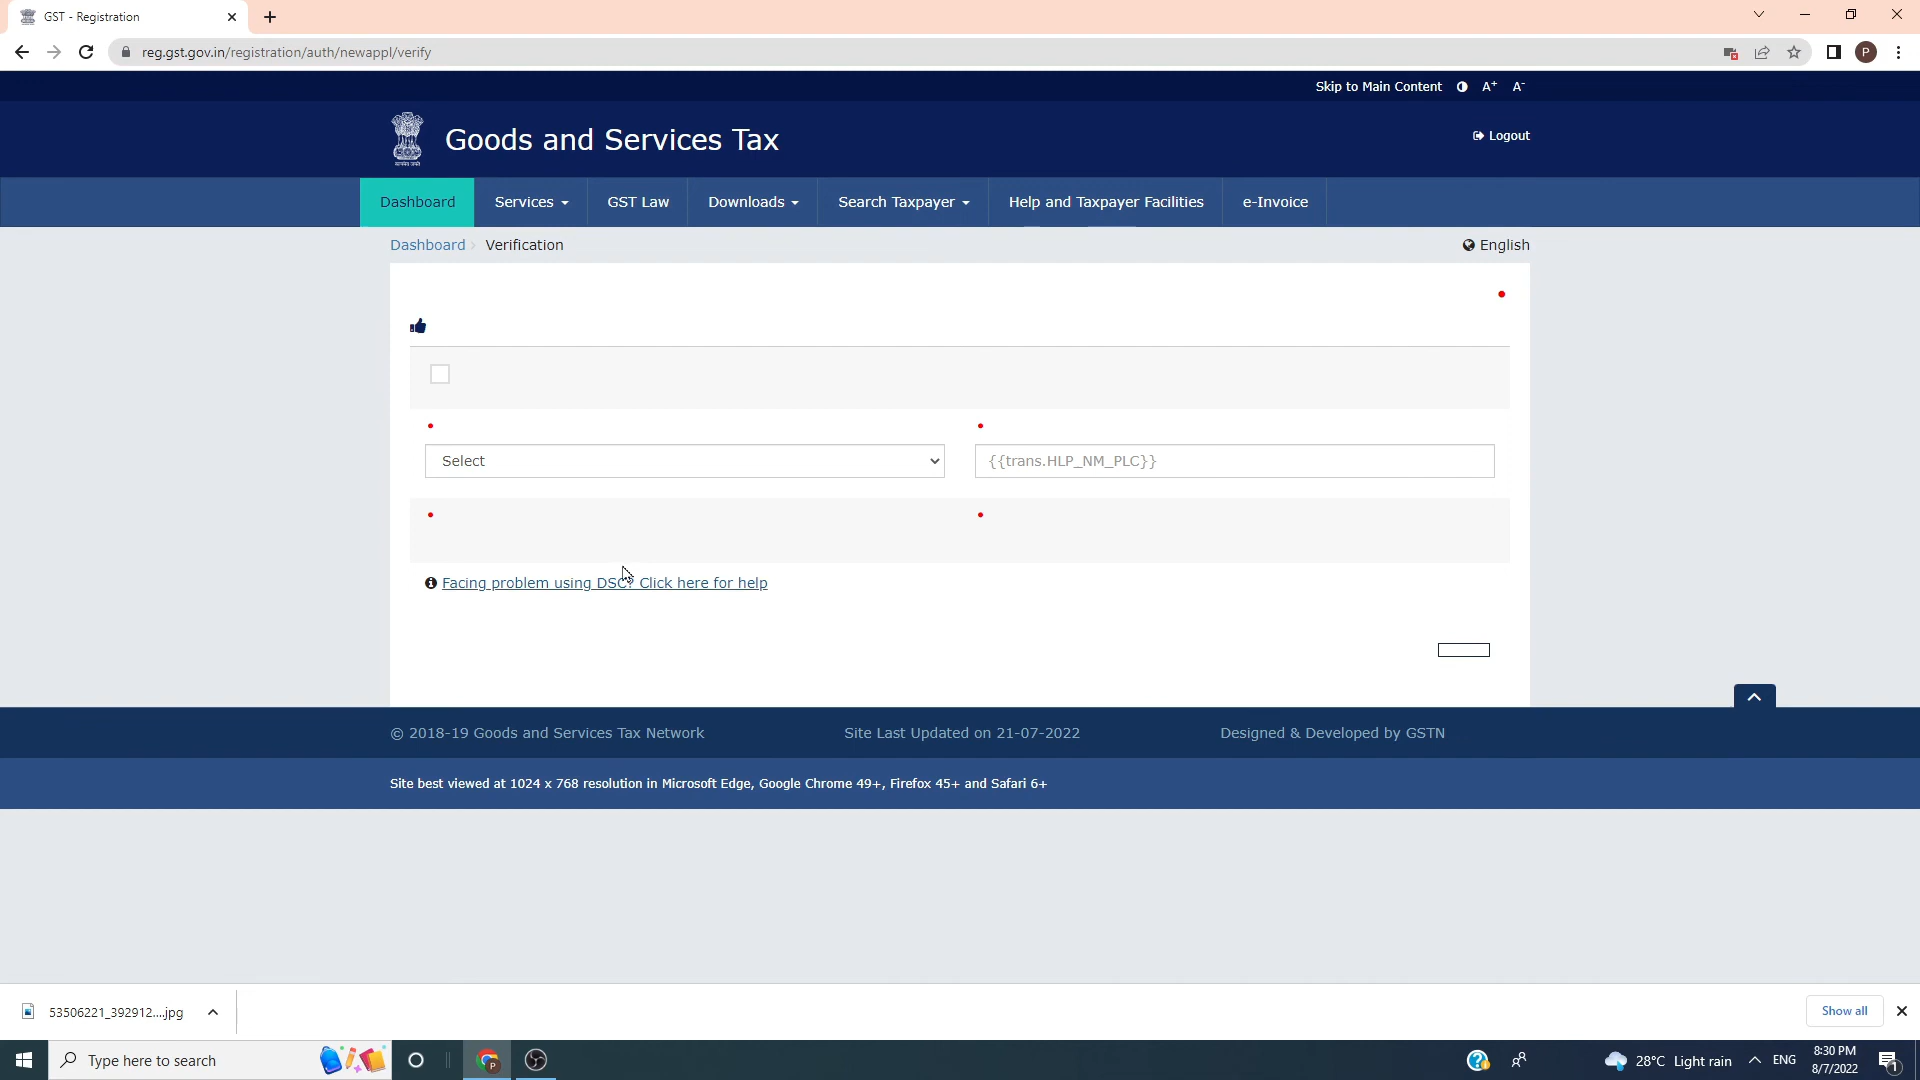 GST - Registration
reg.gst.gov.in/registration/auth/newappl/verify
P
Skip to Main Content A+ A-
Goods and Services Tax
Logout
Dashboard Services GST Law Downloads Search Taxpayer Help and Taxpayer Facilities e-Invoice
Dashboard Verification
English
Select
{{trans.HLP_NM_PLC}}
Facing problem using DSC? Click here for help
© 2018-19 Goods and Services Tax Network Site Last Updated on 21-07-2022 Designed & Developed by GSTN
Site best viewed at 1024 x 768 resolution in Microsoft Edge, Google Chrome 49+, Firefox 45+ and Safari 6+
53506221_392912....jpg
Show all
Type here to search
28°C Light rain
ENG
8:30 PM
8/7/2022
1